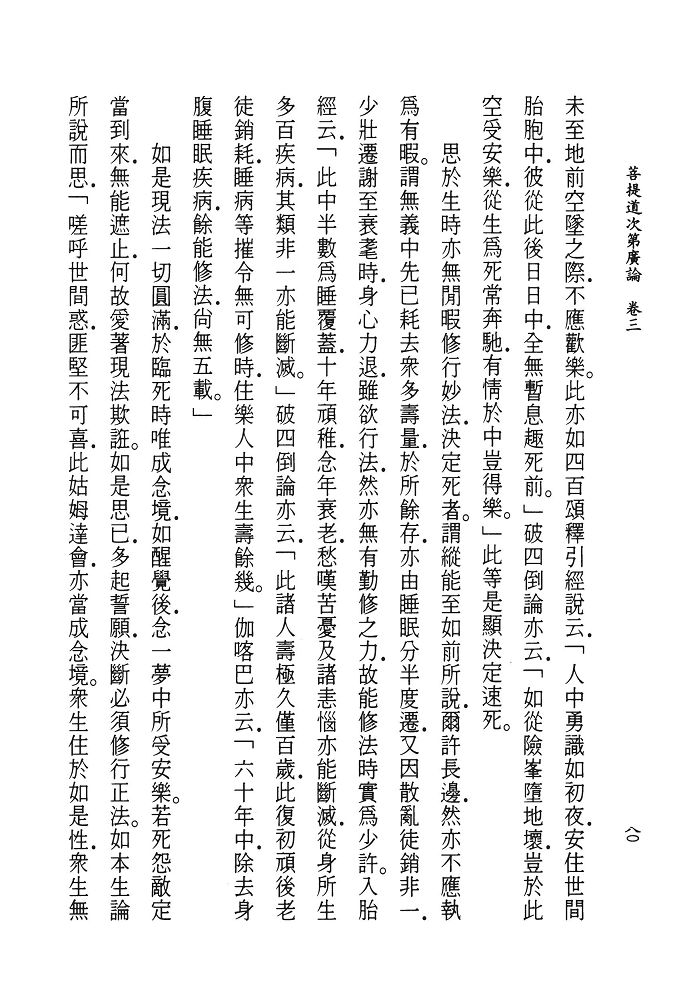 菩提道次第廣論　卷三
八〇
未至地前空墜之際．不應歡樂。此亦如四百頌釋引經說云．「人中勇識如初夜．安住世間
胎胞中．彼從此後日日中．全無暫息趣死前。」破四倒論亦云．「如從險峯墮地壞．豈於此
空受安樂．從生爲死常奔馳．有情於中豈得樂。」此等是顯決定速死。
思於生時亦無閒暇修行妙法．決定死者。謂縱能至如前所說．爾許長邊．然亦不應執
爲有暇。謂無義中先已耗去衆多壽量．於所餘存．亦由睡眠分半度遷．又因散亂徒銷非一．
少壯遷謝至衰耄時．身心力退．雖欲行法．然亦無有勤修之力．故能修法時實爲少許。入胎
經云．「此中半數爲睡覆蓋．十年頑稚．念年衰老．愁嘆苦憂及諸恚惱亦能斷滅．從身所生
多百疾病．其類非一亦能斷滅。」破四倒論亦云．「此諸人壽極久僅百歲．此復初頑後老
徒銷耗．睡病等摧令無可修時．住樂人中衆生壽餘幾。」伽喀巴亦云．「六十年中．除去身
腹睡眠疾病．餘能修法．尚無五載。」
如是現法一切圓滿．於臨死時唯成念境．如醒覺後．念一夢中所受安樂。若死怨敵定
當到來．無能遮止．何故愛著現法欺誑。如是思已．多起誓願．決斷必須修行正法。如本生論
所說而思．「嗟呼世間惑．匪堅不可喜．此姑姆達會．亦當成念境。衆生住於如是性．衆生無